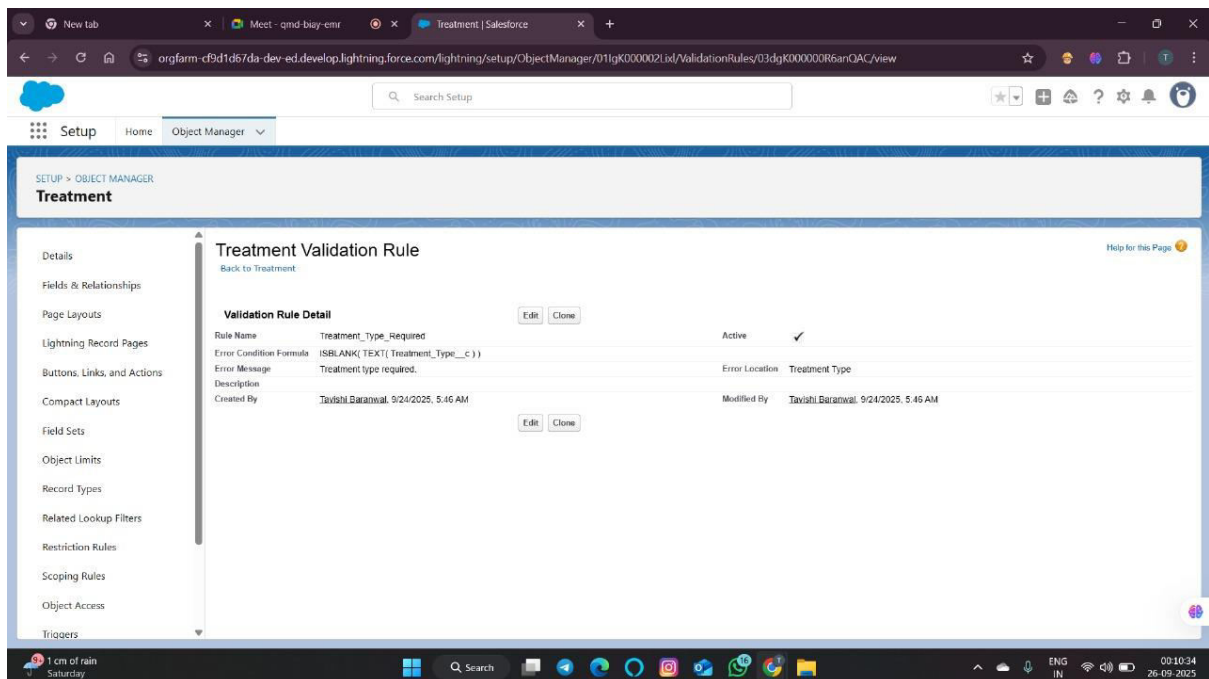 New tab
Meet - qmd-biay-emr
Treatment | Salesforce
orgfarm-cf9d1d67da-dev-ed.develop.lightning.force.com/lightning/setup/ObjectManager/01IgK000002Lixl/ValidationRules/03dgK000000R6anQAC/view
T
Search Setup
Setup Home Object Manager
SETUP > OBJECT MANAGER
Treatment
Details
Fields & Relationships
Page Layouts
Lightning Record Pages
Buttons, Links, and Actions
Compact Layouts
Field Sets
Object Limits
Record Types
Related Lookup Filters
Restriction Rules
Scoping Rules
Object Access
Triggers
Treatment Validation Rule
Help for this Page
Back to Treatment
Validation Rule Detail Edit Clone
Rule Name Treatment_Type_Required Active ✓
Error Condition Formula ISBLANK( TEXT( Treatment_Type__c ) )
Error Message Treatment type required. Error Location Treatment Type
Description
Created By Tavishi Baranwal, 9/24/2025, 5:46 AM Modified By Tavishi Baranwal, 9/24/2025, 5:46 AM
Edit Clone
9+ 1 cm of rain
Saturday
Search
16
ENG
IN
00:10:34
26-09-2025